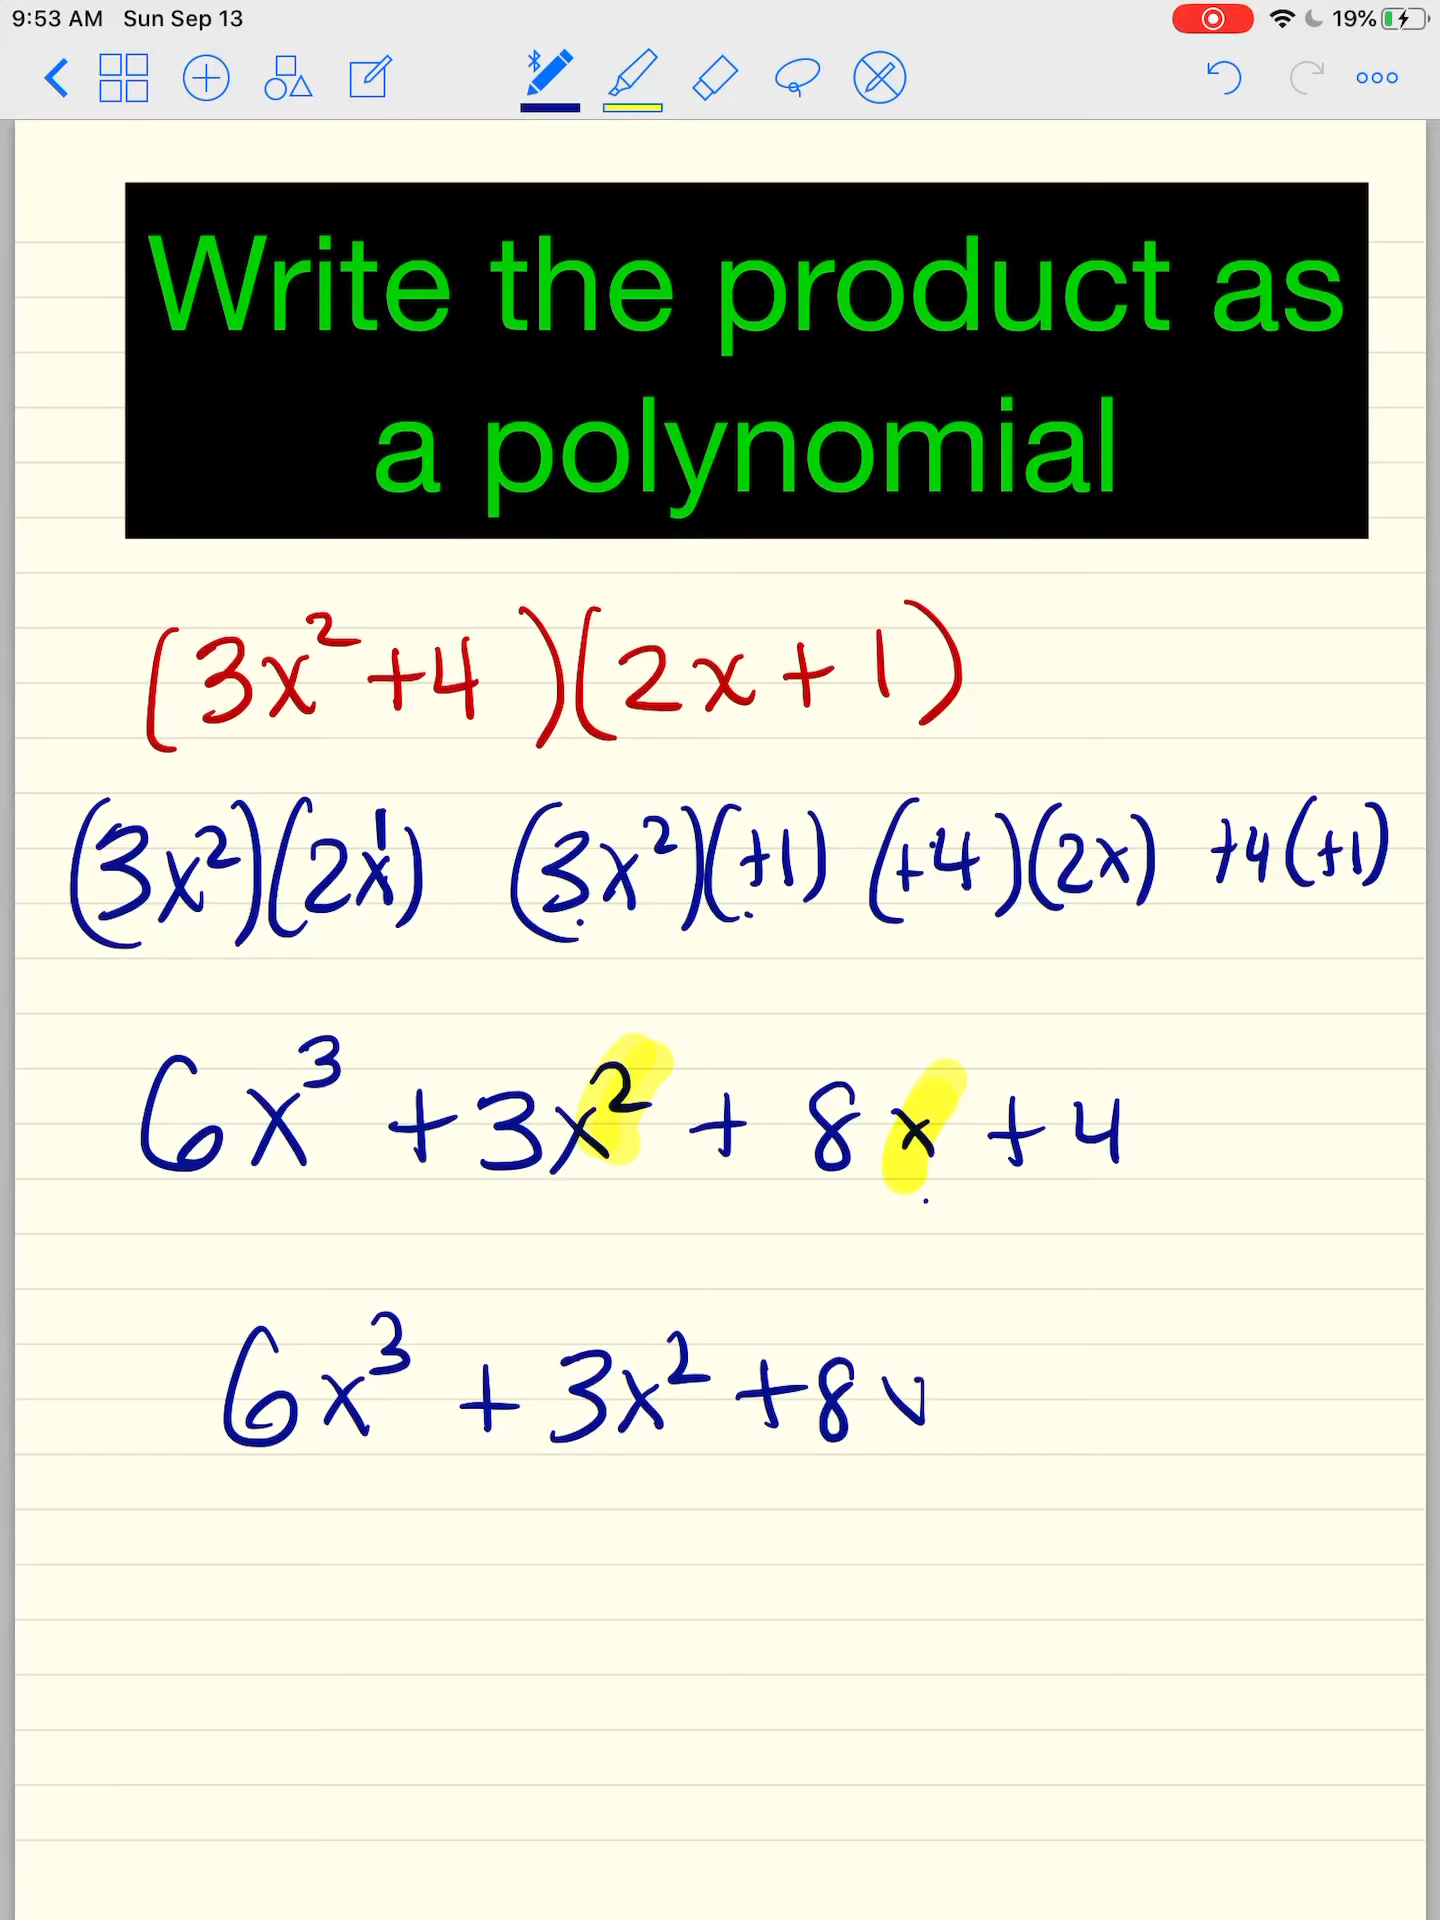 9:53 AM Sun Sep 13 19%
Write the product as
a polynomial
(3x²+4)(2x+1)
(3x²)(2x¹) (3x²)(+1) (+4)(2x) +4(+1)
6x³ +3x² + 8x +4
6x³ + 3x² +8